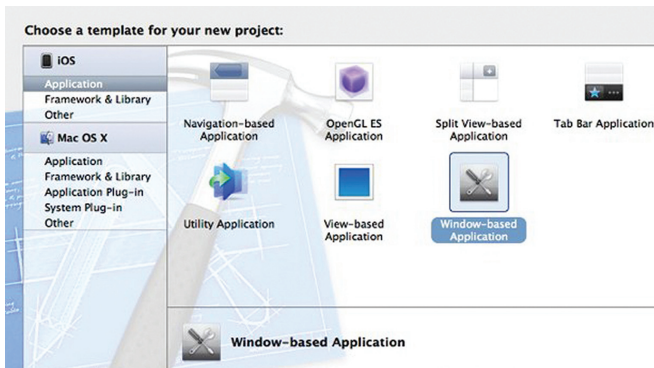 Choose a template for your new project:
iOS
Application
Framework & Library
Other
Mac OS X
Application
Framework & Library
Application Plug-in
System Plug-in
Other
Navigation-based
Application
OpenGL ES
Application
Split View-based
Application
Tab Bar Application
Utility Application
View-based
Application
Window-based
Application
Window-based Application